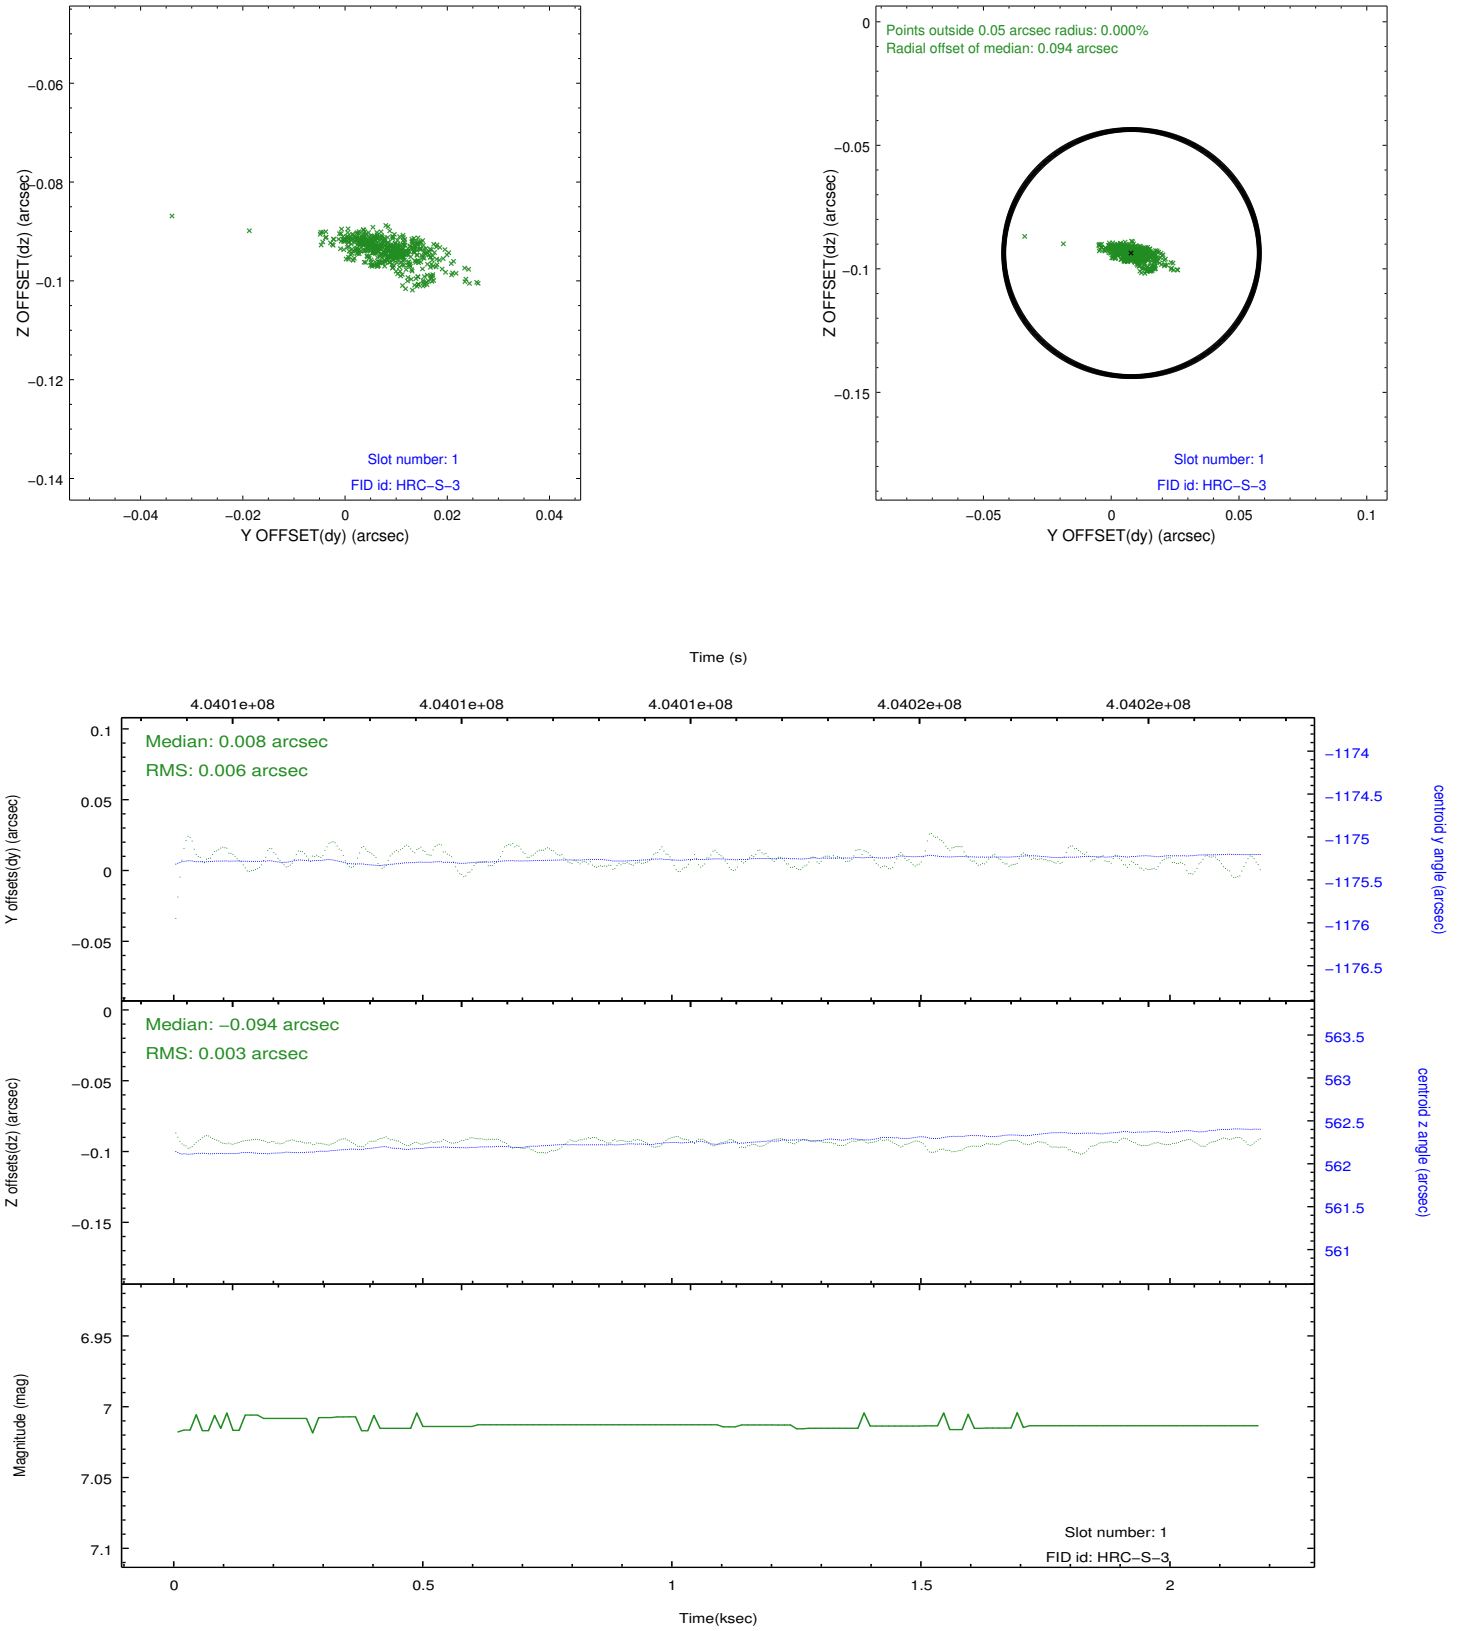 −0.06
−0.08
−0.1
−0.12
−0.14
Z OFFSET(dz) (arcsec)
Slot number: 1
FID id: HRC−S−3
−0.04 −0.02 0 0.02 0.04
Y OFFSET(dy) (arcsec)
Points outside 0.05 arcsec radius: 0.000%
Radial offset of median: 0.094 arcsec
0
−0.05
−0.1
−0.15
Z OFFSET(dz) (arcsec)
Slot number: 1
FID id: HRC−S−3
−0.05 0 0.05 0.1
Y OFFSET(dy) (arcsec)
Time (s)
4.0401e+08 4.0401e+08 4.0401e+08 4.0402e+08 4.0402e+08
Median: 0.008 arcsec
RMS: 0.006 arcsec
0.1
0.05
0
−0.05
Y offsets(dy) (arcsec)
−1174
−1174.5
−1175
−1175.5
−1176
−1176.5
centroid y angle (arcsec)
Median: −0.094 arcsec
RMS: 0.003 arcsec
0
−0.05
−0.1
−0.15
Z offsets(dz) (arcsec)
563.5
563
562.5
562
561.5
561
centroid z angle (arcsec)
6.95
7
7.05
7.1
Magnitude (mag)
Slot number: 1
FID id: HRC−S−3
0 0.5 1 1.5 2
Time(ksec)